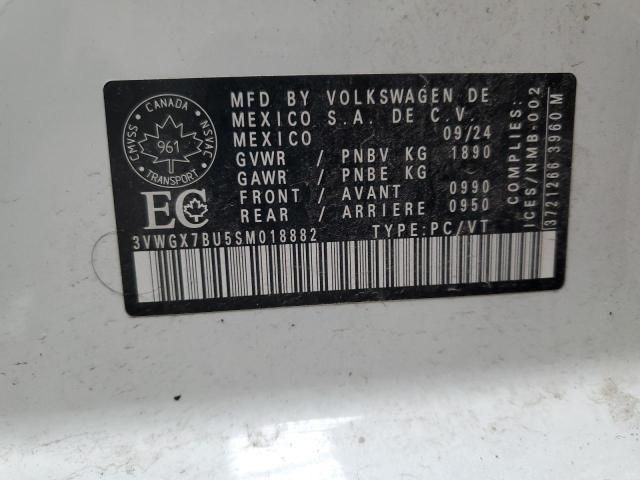 CANADA
CMVSS
NSVAC
961
TRANSPORT
EC
MFD BY VOLKSWAGEN DE
MEXICO S.A. DE C.V.
MEXICO 09/24
GVWR / PNBV KG 1890
GAWR / PNBE KG
FRONT / AVANT 0990
REAR / ARRIERE 0950
3VWGX7BU5SM018882 TYPE:PC/VT
COMPLIES:
ICES/NMB-002
3721266 3960 M